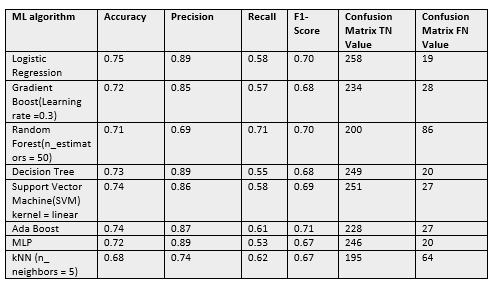 ML algorithm Accuracy Precision Recall F1- Confusion Confusion
Score Matrix TN Matrix FN
Value Value
Logistic 0.75 0.89 0.58 0.70 258 19
Regression
Gradient 0.72 0.85 0.57 0.68 234 28
Boost(Learning
rate =0.3)
Random 0.71 0.69 0.71 0.70 200 86
Forest(n_estimat
ors = 50)
Decision Tree 0.73 0.89 0.55 0.68 249 20
Support Vector 0.74 0.86 0.58 0.69 251 27
Machine(SVM)
kernel = linear
Ada Boost 0.74 0.87 0.61 0.71 228 27
MLP 0.72 0.89 0.53 0.67 246 20
kNN (n_ 0.68 0.74 0.62 0.67 195 64
neighbors = 5)